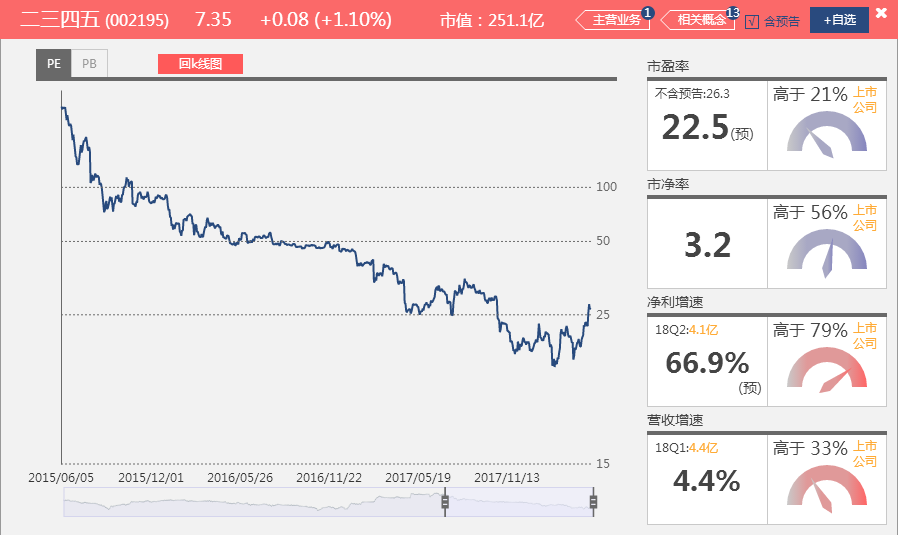 二三四五 (002195) 7.35 +0.08 (+1.10%) 市值：251.1亿 主营业务 1 相关概念 13 √ 含预告 +自选 ×
PE PB 回k线图
100
50
25
15
2015/06/05 2015/12/01 2016/05/26 2016/11/22 2017/05/19 2017/11/13
市盈率
不含预告:26.3
22.5(预)
高于 21% 上市
公司
市净率
3.2
高于 56% 上市
公司
净利增速
18Q2:4.1亿
66.9%
(预)
高于 79% 上市
公司
营收增速
18Q1:4.4亿
4.4%
高于 33% 上市
公司